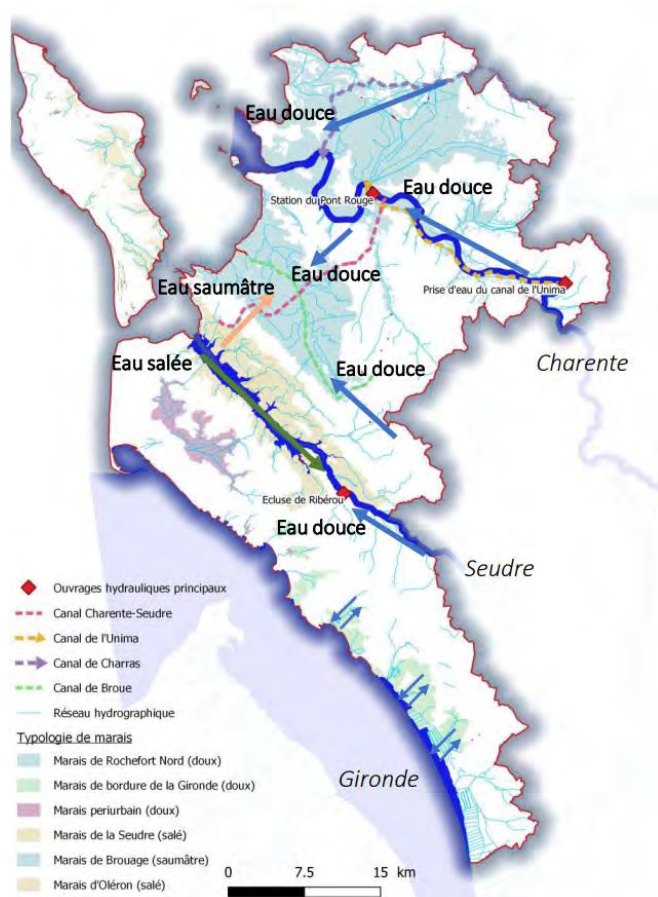 Eau douce
Eau douce
Station du Pont Rouge
Eau douce
Eau saumâtre
Prise d'eau du canal de l'Unima
Charente
Eau salée
Eau douce
Ecluse de Ribérou
Eau douce
Seudre
Gironde
Ouvrages hydrauliques principaux
Canal Charente-Seudre
Canal de l'Unima
Canal de Charras
Canal de Broue
Réseau hydrographique
Typologie de marais
Marais de Rochefort Nord (doux)
Marais de bordure de la Gironde (doux)
Marais periurbain (doux)
Marais de la Seudre (salé)
Marais de Brouage (saumâtre)
Marais d'Oléron (salé)
0 7.5 15 km